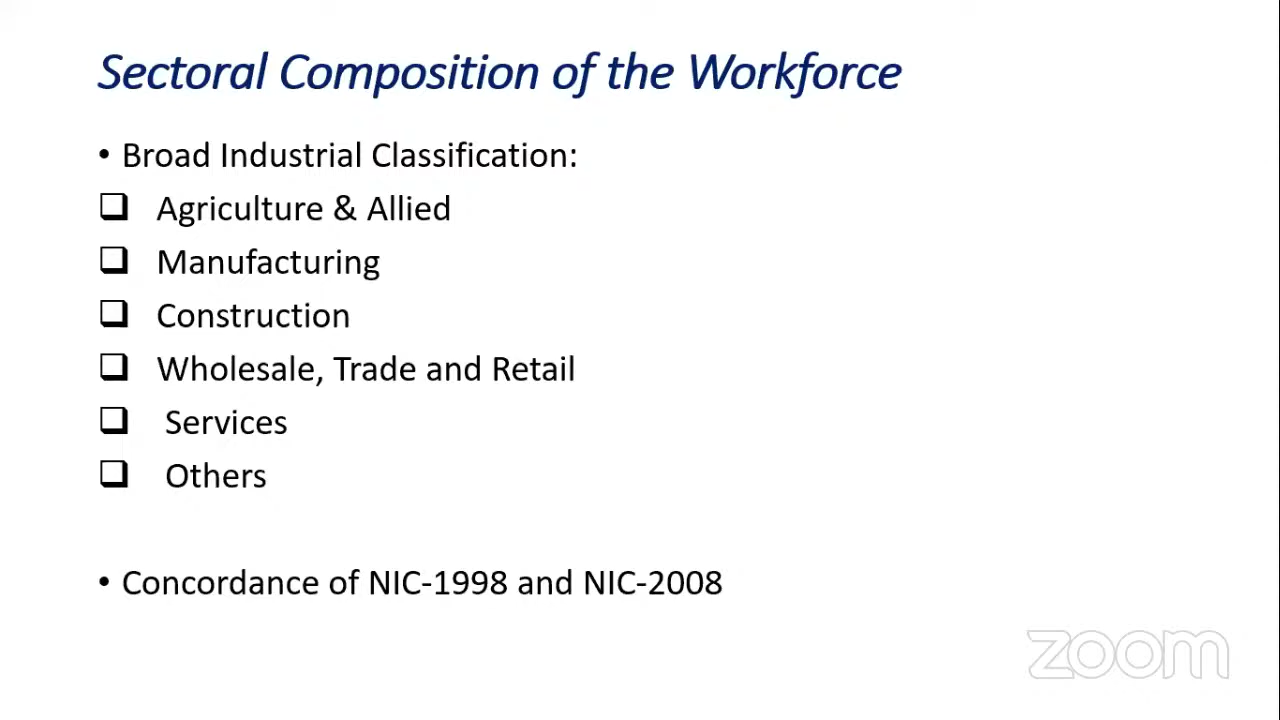 Sectoral Composition of the Workforce
• Broad Industrial Classification:
❑ Agriculture & Allied
❑ Manufacturing
❑ Construction
❑ Wholesale, Trade and Retail
❑ Services
❑ Others
• Concordance of NIC-1998 and NIC-2008
zoom